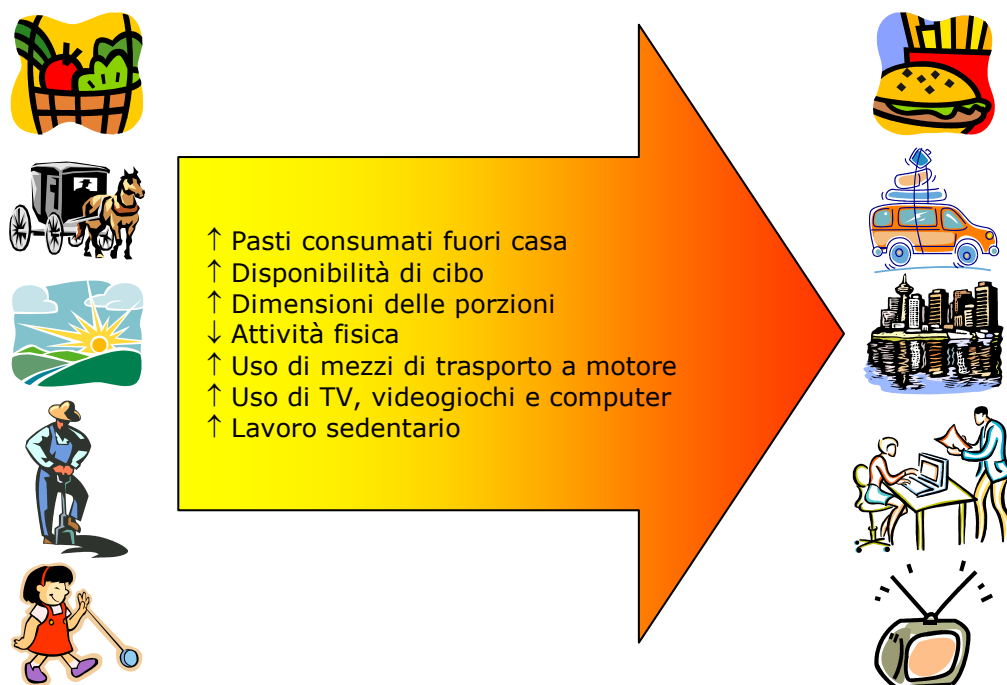 ↑ Pasti consumati fuori casa
↑ Disponibilità di cibo
↑ Dimensioni delle porzioni
↓ Attività fisica
↑ Uso di mezzi di trasporto a motore
↑ Uso di TV, videogiochi e computer
↑ Lavoro sedentario